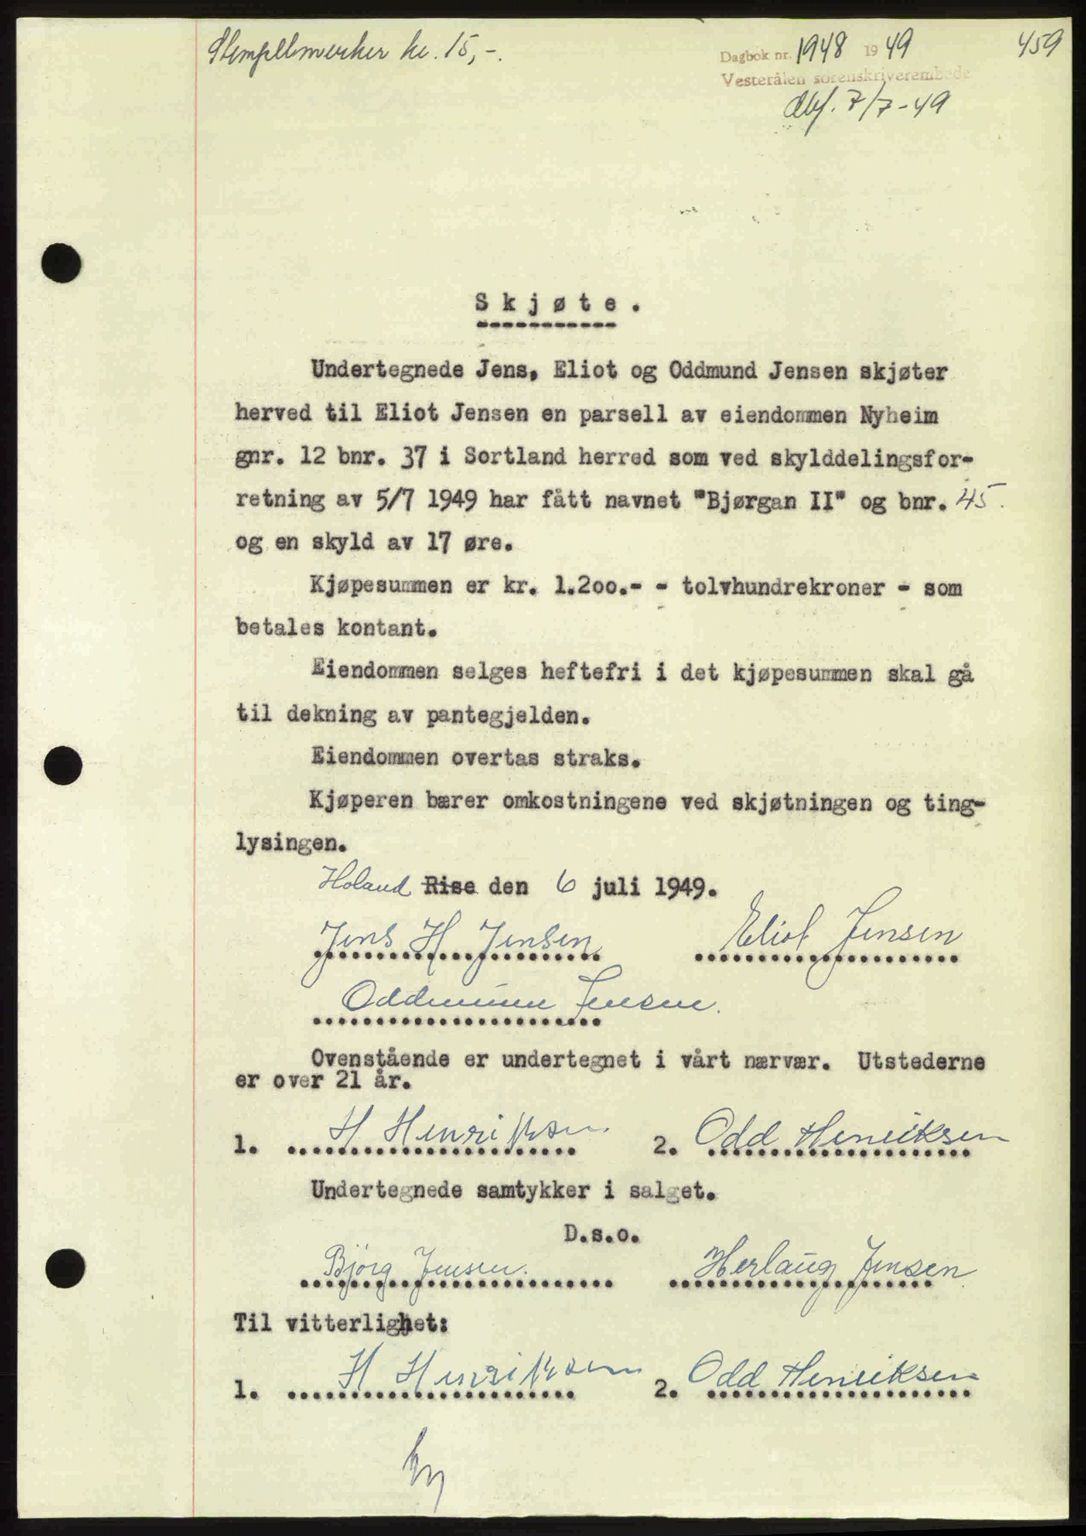 Stempelmerker kr. 15,-.
Dagbok nr. 1948 1949
459
Vesterålen sorenskriverembede
dbf. 7/7-49
Skjøte.
Undertegnede Jens, Eliot og Oddmund Jensen skjøter
herved til Eliot Jensen en parsell av eiendommen Nyheim
gnr. 12 bnr. 37 i Sortland herred som ved skylddelingsfor-
retning av 5/7 1949 har fått navnet "Bjørgan II" og bnr. 45.
og en skyld av 17 øre.
Kjøpesummen er kr. 1.2oo.- - tolvhundrekroner - som
betales kontant.
Eiendommen selges heftefri i det kjøpesummen skal gå
til dekning av pantegjelden.
Eiendommen overtas straks.
Kjøperen bærer omkostningene ved skjøtningen og ting-
lysingen.
Holand Rise den 6 juli 1949.
Jens H Jensen Eliot Jensen
Oddmunn Jensen.
Ovenstående er undertegnet i vårt nærvær. Utstederne
er over 21 år.
1. H Henriksen 2. Odd Henriksen
Undertegnede samtykker i salget.
D.s.o.
Bjørg Jensen. Herlaug Jensen.
Til vitterlighet:
1. H Henriksen 2. Odd Henriksen